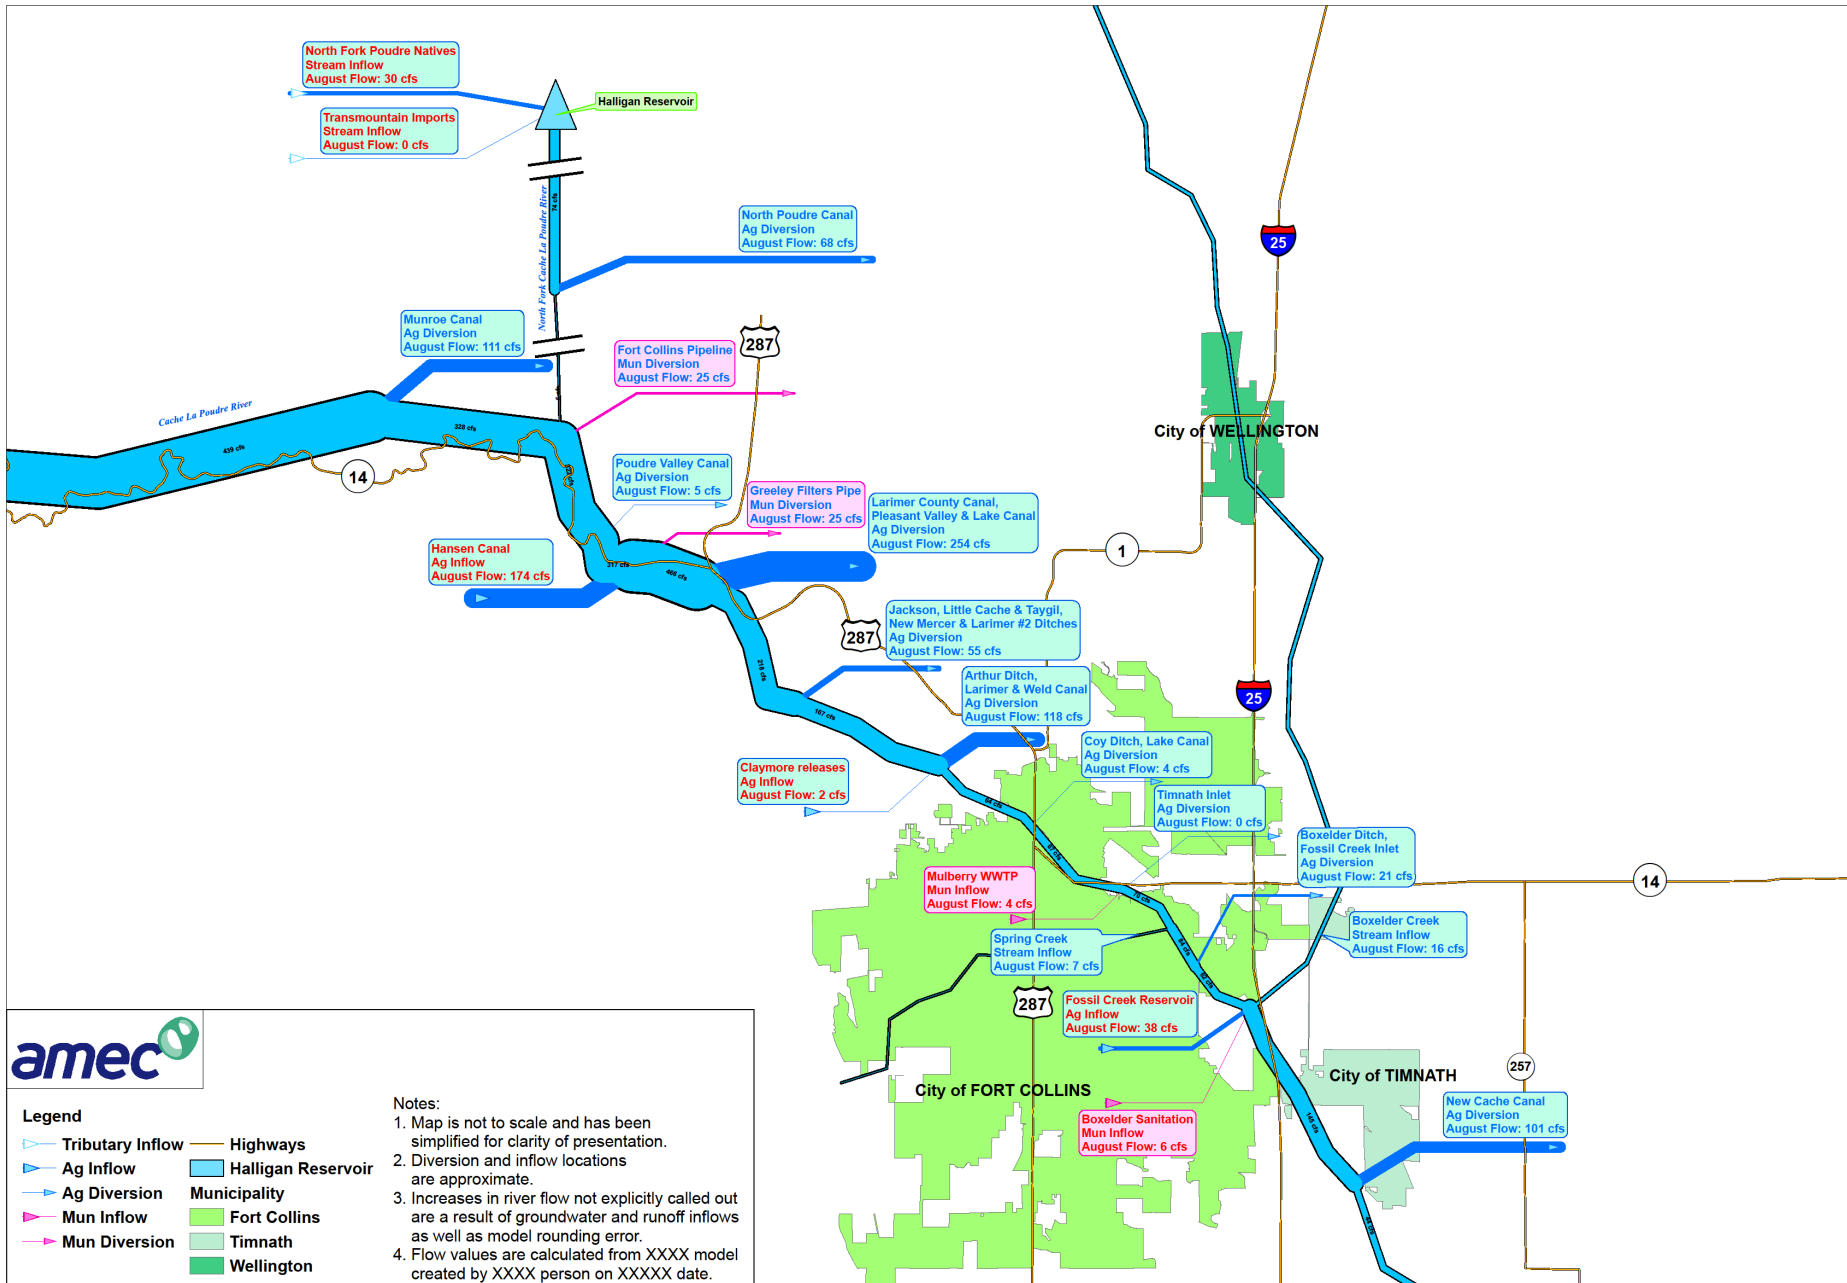 North Fork Poudre Natives
Stream Inflow
August Flow: 30 cfs
Halligan Reservoir
Transmountain Imports
Stream Inflow
August Flow: 0 cfs
74 cfs
North Fork Cache La Poudre River
North Poudre Canal
Ag Diversion
August Flow: 68 cfs
25
Munroe Canal
Ag Diversion
August Flow: 111 cfs
Fort Collins Pipeline
Mun Diversion
August Flow: 25 cfs
287
Cache La Poudre River
439 cfs
328 cfs
14
City of WELLINGTON
Poudre Valley Canal
Ag Diversion
August Flow: 5 cfs
Greeley Filters Pipe
Mun Diversion
August Flow: 25 cfs
Larimer County Canal,
Pleasant Valley & Lake Canal
Ag Diversion
August Flow: 254 cfs
Hansen Canal
Ag Inflow
August Flow: 174 cfs
317 cfs
466 cfs
1
Jackson, Little Cache & Taygil,
New Mercer & Larimer #2 Ditches
Ag Diversion
August Flow: 55 cfs
287
218 cfs
Arthur Ditch,
Larimer & Weld Canal
Ag Diversion
August Flow: 118 cfs
25
167 cfs
Coy Ditch, Lake Canal
Ag Diversion
August Flow: 4 cfs
Claymore releases
Ag Inflow
August Flow: 2 cfs
Timnath Inlet
Ag Diversion
August Flow: 0 cfs
64 cfs
Boxelder Ditch,
Fossil Creek Inlet
Ag Diversion
August Flow: 21 cfs
Mulberry WWTP
Mun Inflow
August Flow: 4 cfs
14
Boxelder Creek
Stream Inflow
August Flow: 16 cfs
Spring Creek
Stream Inflow
August Flow: 7 cfs
287
Fossil Creek Reservoir
Ag Inflow
August Flow: 38 cfs
257
City of TIMNATH
City of FORT COLLINS
New Cache Canal
Ag Diversion
August Flow: 101 cfs
Boxelder Sanitation
Mun Inflow
August Flow: 6 cfs
amec
Legend
Tributary Inflow
Ag Inflow
Ag Diversion
Mun Inflow
Mun Diversion
Highways
Halligan Reservoir
Municipality
Fort Collins
Timnath
Wellington
Notes:
1. Map is not to scale and has been
simplified for clarity of presentation.
2. Diversion and inflow locations
are approximate.
3. Increases in river flow not explicitly called out
are a result of groundwater and runoff inflows
as well as model rounding error.
4. Flow values are calculated from XXXX model
created by XXXX person on XXXXX date.